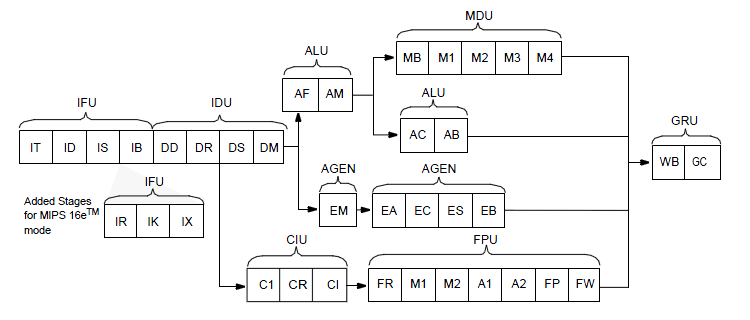 MDU
MB M1 M2 M3 M4
ALU
AF AM
ALU
AC AB
IFU IDU
IT ID IS IB DD DR DS DM
GRU
WB GC
AGEN AGEN
EM EA EC ES EB
IFU
Added Stages
for MIPS 16e™
mode
IR IK IX
CIU FPU
C1 CR CI FR M1 M2 A1 A2 FP FW